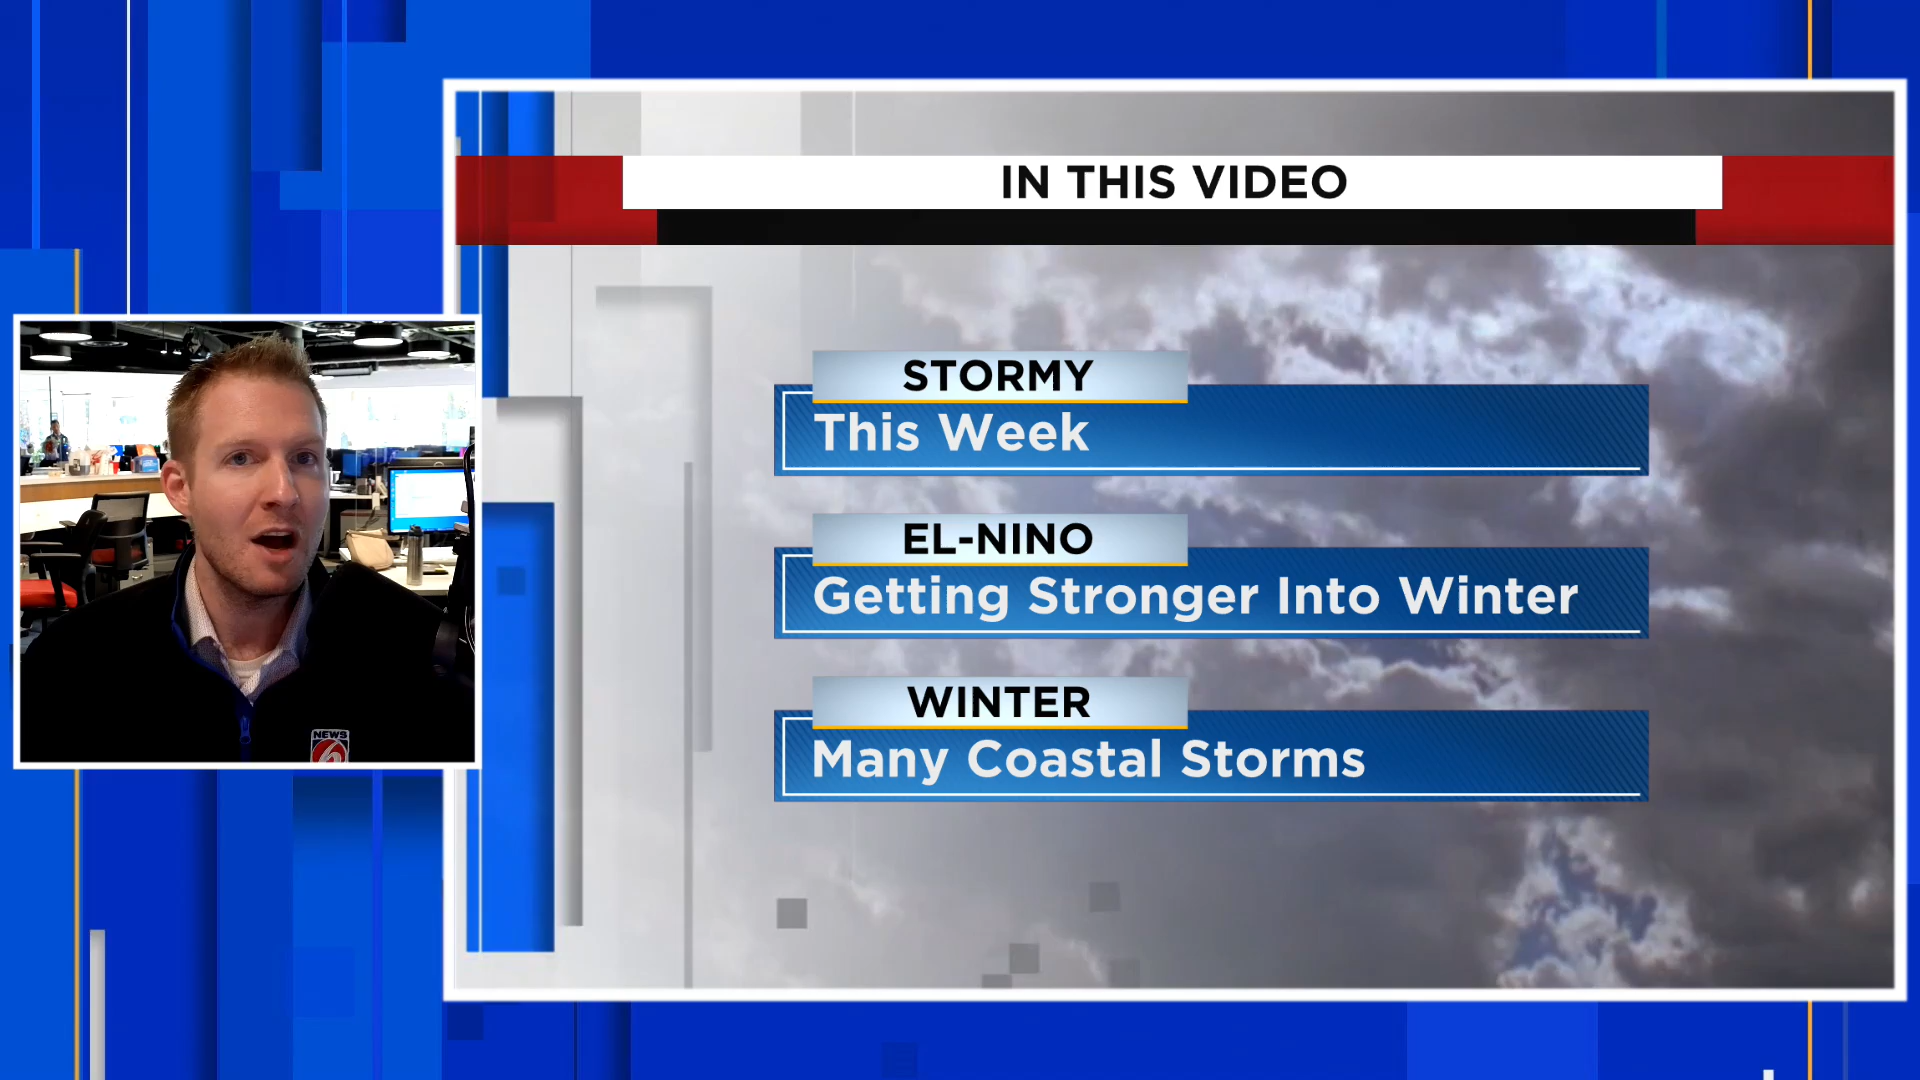 IN THIS VIDEO
STORMY
This Week
EL-NINO
Getting Stronger Into Winter
WINTER
Many Coastal Storms
NEWS
6